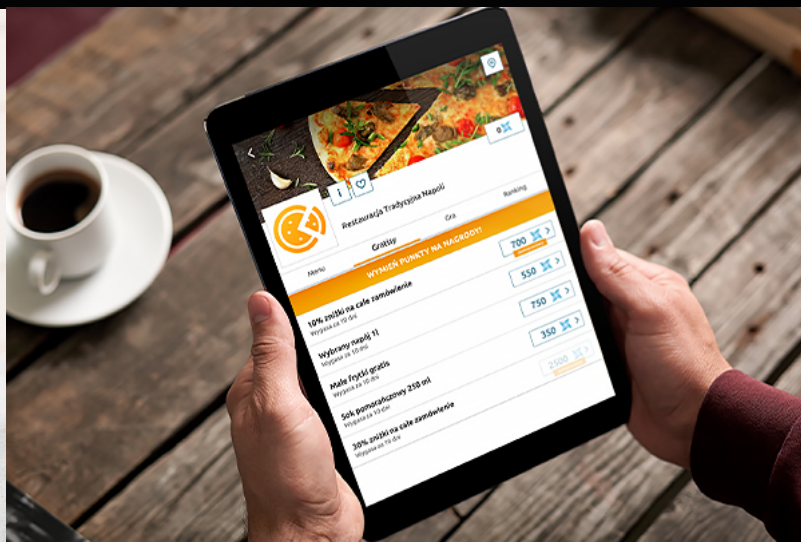 0
Restauracja Tradycyjna Napoli
Menu
Gratisy
Gra
Ranking
WYMIEŃ PUNKTY NA NAGRODY!
10% zniżki na całe zamówienie
Wygasa za 10 dni
700
Wybrany napój 1l
Wygasa za 10 dni
550
Małe frytki gratis
Wygasa za 10 dni
750
Sok pomarańczowy 250 ml
Wygasa za 10 dni
350
30% zniżki na całe zamówienie
Wygasa za 10 dni
2500